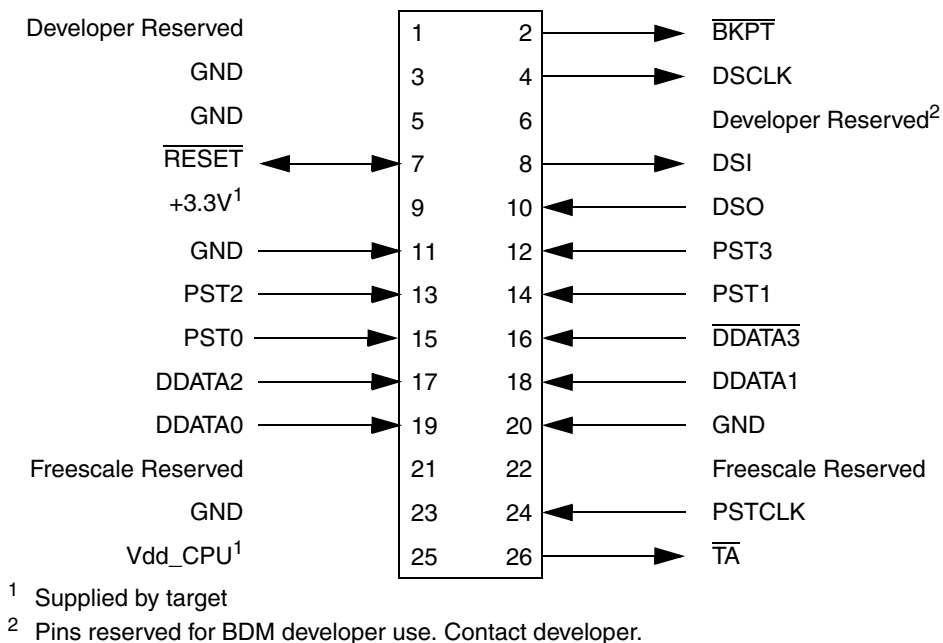 Developer Reserved 1 2 BKPT
GND 3 4 DSCLK
GND 5 6 Developer Reserved2
RESET 7 8 DSI
+3.3V1 9 10 DSO
GND 11 12 PST3
PST2 13 14 PST1
PST0 15 16 DDATA3
DDATA2 17 18 DDATA1
DDATA0 19 20 GND
Freescale Reserved 21 22 Freescale Reserved
GND 23 24 PSTCLK
Vdd_CPU1 25 26 TA
1 Supplied by target
2 Pins reserved for BDM developer use. Contact developer.